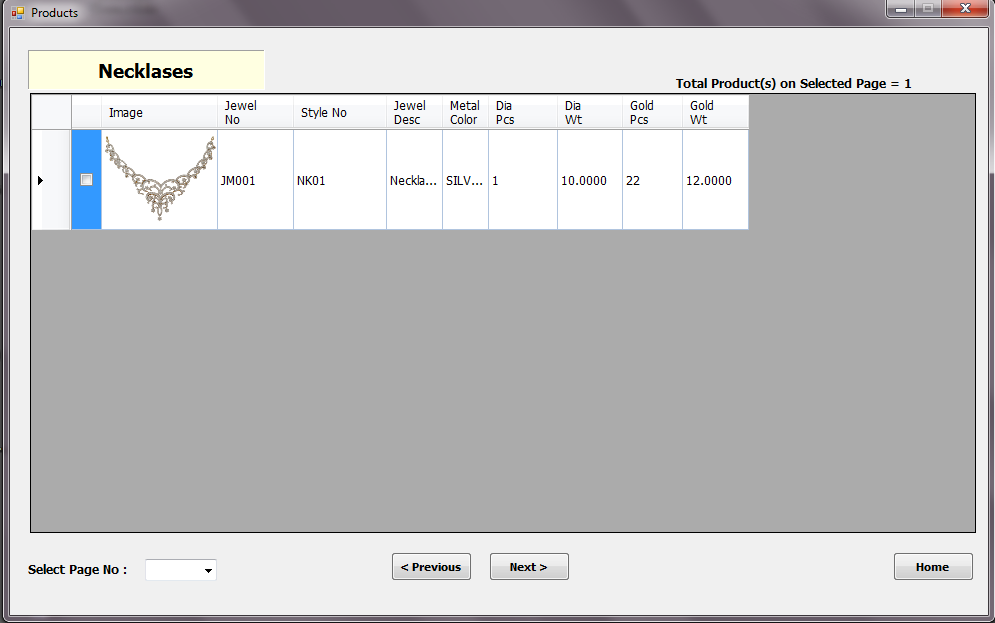 Products
Necklases
Total Product(s) on Selected Page = 1
Image Jewel No Style No Jewel Desc Metal Color Dia Pcs Dia Wt Gold Pcs Gold Wt
JM001 NK01 Neckla... SILV... 1 10.0000 22 12.0000
Select Page No : < Previous Next > Home